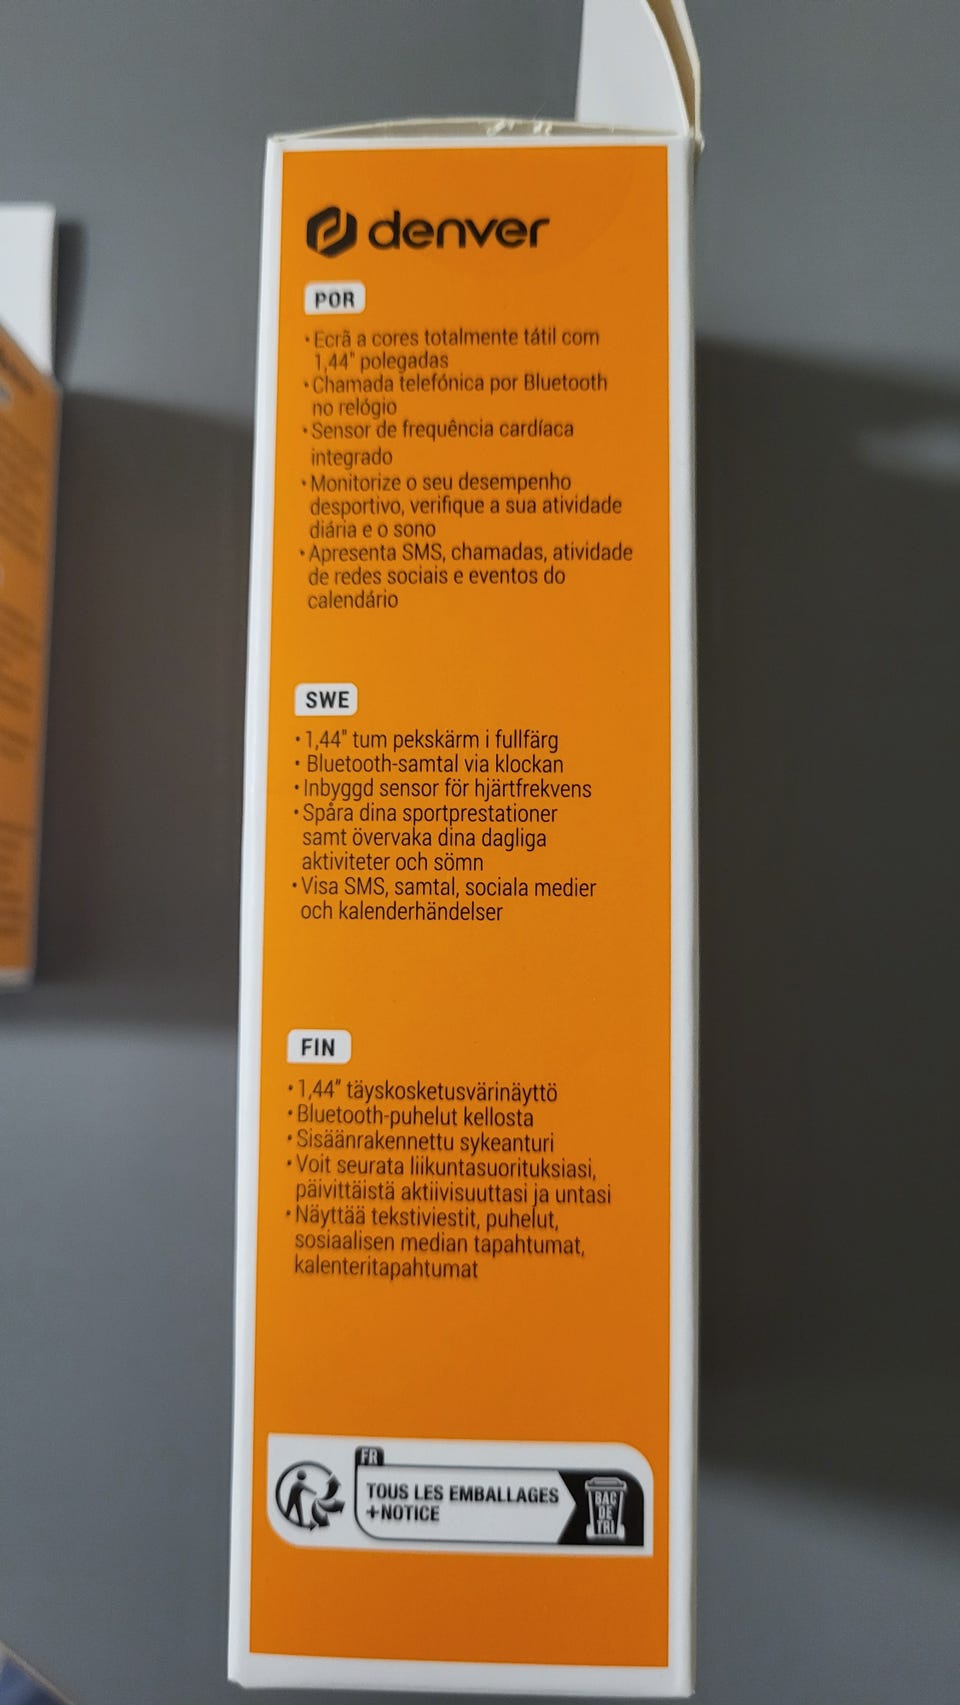 denver
POR
• Ecrã a cores totalmente tátil com
1,44" polegadas
• Chamada telefónica por Bluetooth
no relógio
• Sensor de frequência cardíaca
integrado
• Monitorize o seu desempenho
desportivo, verifique a sua atividade
diária e o sono
• Apresenta SMS, chamadas, atividade
de redes sociais e eventos do
calendário
SWE
• 1,44" tum pekskärm i fullfärg
• Bluetooth-samtal via klockan
• Inbyggd sensor för hjärtfrekvens
• Spåra dina sportprestationer
samt övervaka dina dagliga
aktiviteter och sömn
• Visa SMS, samtal, sociala medier
och kalenderhändelser
FIN
• 1,44" täyskosketusvärinäyttö
• Bluetooth-puhelut kellosta
• Sisäänrakennettu sykeanturi
• Voit seurata liikuntasuorituksiasi,
päivittäistä aktiivisuuttasi ja untasi
• Näyttää tekstiviestit, puhelut,
sosiaalisen median tapahtumat,
kalenteritapahtumat
FR
TOUS LES EMBALLAGES
+NOTICE
BAC
DE
TRI